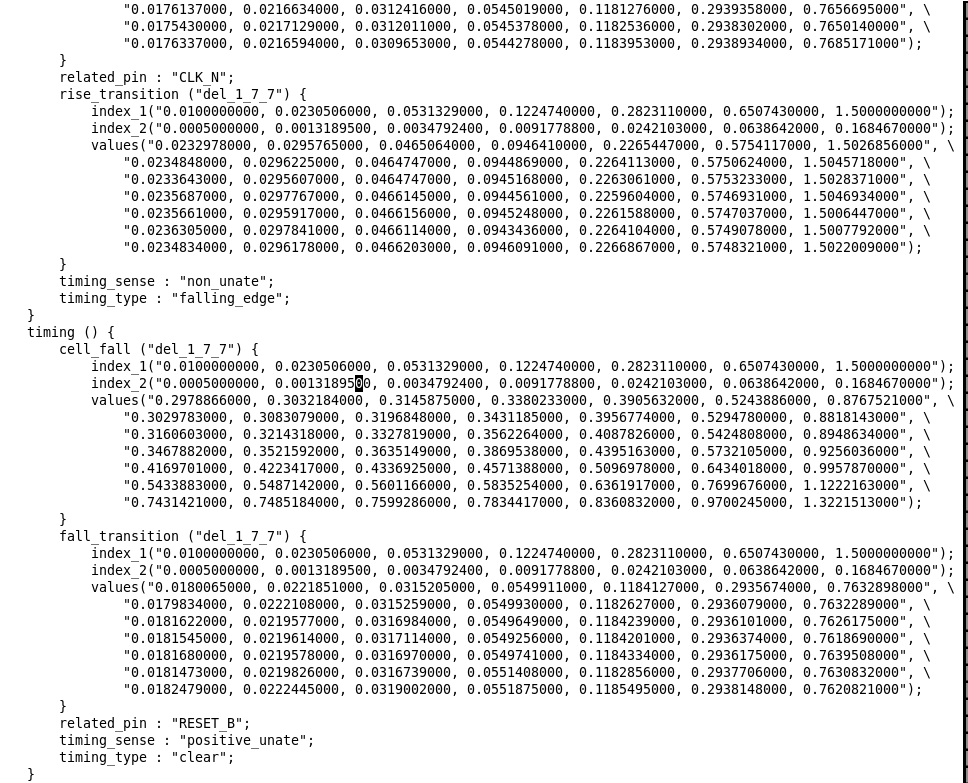 "0.0176137000, 0.0216634000, 0.0312416000, 0.0545019000, 0.1181276000, 0.2939358000, 0.7656695000", \
"0.0175430000, 0.0217129000, 0.0312011000, 0.0545378000, 0.1182536000, 0.2938302000, 0.7650140000", \
"0.0176337000, 0.0216594000, 0.0309653000, 0.0544278000, 0.1183953000, 0.2938934000, 0.7685171000");
}
related_pin : "CLK_N";
rise_transition ("del_1_7_7") {
index_1("0.0100000000, 0.0230506000, 0.0531329000, 0.1224740000, 0.2823110000, 0.6507430000, 1.5000000000");
index_2("0.0005000000, 0.0013189500, 0.0034792400, 0.0091778800, 0.0242103000, 0.0638642000, 0.1684670000");
values("0.0232978000, 0.0295765000, 0.0465064000, 0.0946410000, 0.2265447000, 0.5754117000, 1.5026856000", \
"0.0234848000, 0.0296225000, 0.0464747000, 0.0944869000, 0.2264113000, 0.5750624000, 1.5045718000", \
"0.0233643000, 0.0295607000, 0.0464747000, 0.0945168000, 0.2263061000, 0.5753233000, 1.5028371000", \
"0.0235687000, 0.0297767000, 0.0466145000, 0.0944561000, 0.2259604000, 0.5746931000, 1.5046934000", \
"0.0235661000, 0.0295917000, 0.0466156000, 0.0945248000, 0.2261588000, 0.5747037000, 1.5006447000", \
"0.0236305000, 0.0297841000, 0.0466114000, 0.0943436000, 0.2264104000, 0.5749078000, 1.5007792000", \
"0.0234834000, 0.0296178000, 0.0466203000, 0.0946091000, 0.2266867000, 0.5748321000, 1.5022009000");
}
timing_sense : "non_unate";
timing_type : "falling_edge";
}
timing () {
cell_fall ("del_1_7_7") {
index_1("0.0100000000, 0.0230506000, 0.0531329000, 0.1224740000, 0.2823110000, 0.6507430000, 1.5000000000");
index_2("0.0005000000, 0.0013189500, 0.0034792400, 0.0091778800, 0.0242103000, 0.0638642000, 0.1684670000");
values("0.2978866000, 0.3032184000, 0.3145875000, 0.3380233000, 0.3905632000, 0.5243886000, 0.8767521000", \
"0.3029783000, 0.3083079000, 0.3196848000, 0.3431185000, 0.3956774000, 0.5294780000, 0.8818143000", \
"0.3160603000, 0.3214318000, 0.3327819000, 0.3562264000, 0.4087826000, 0.5424808000, 0.8948634000", \
"0.3467882000, 0.3521592000, 0.3635149000, 0.3869538000, 0.4395163000, 0.5732105000, 0.9256036000", \
"0.4169701000, 0.4223417000, 0.4336925000, 0.4571388000, 0.5096978000, 0.6434018000, 0.9957870000", \
"0.5433883000, 0.5487142000, 0.5601166000, 0.5835254000, 0.6361917000, 0.7699676000, 1.1222163000", \
"0.7431421000, 0.7485184000, 0.7599286000, 0.7834417000, 0.8360832000, 0.9700245000, 1.3221513000");
}
fall_transition ("del_1_7_7") {
index_1("0.0100000000, 0.0230506000, 0.0531329000, 0.1224740000, 0.2823110000, 0.6507430000, 1.5000000000");
index_2("0.0005000000, 0.0013189500, 0.0034792400, 0.0091778800, 0.0242103000, 0.0638642000, 0.1684670000");
values("0.0180065000, 0.0221851000, 0.0315205000, 0.0549911000, 0.1184127000, 0.2935674000, 0.7632898000", \
"0.0179834000, 0.0222108000, 0.0315259000, 0.0549930000, 0.1182627000, 0.2936079000, 0.7632289000", \
"0.0181622000, 0.0219577000, 0.0316984000, 0.0549649000, 0.1184239000, 0.2936101000, 0.7626175000", \
"0.0181545000, 0.0219614000, 0.0317114000, 0.0549256000, 0.1184201000, 0.2936374000, 0.7618690000", \
"0.0181680000, 0.0219578000, 0.0316970000, 0.0549741000, 0.1184334000, 0.2936175000, 0.7639508000", \
"0.0181473000, 0.0219826000, 0.0316739000, 0.0551408000, 0.1182856000, 0.2937706000, 0.7630832000", \
"0.0182479000, 0.0222445000, 0.0319002000, 0.0551875000, 0.1185495000, 0.2938148000, 0.7620821000");
}
related_pin : "RESET_B";
timing_sense : "positive_unate";
timing_type : "clear";
}